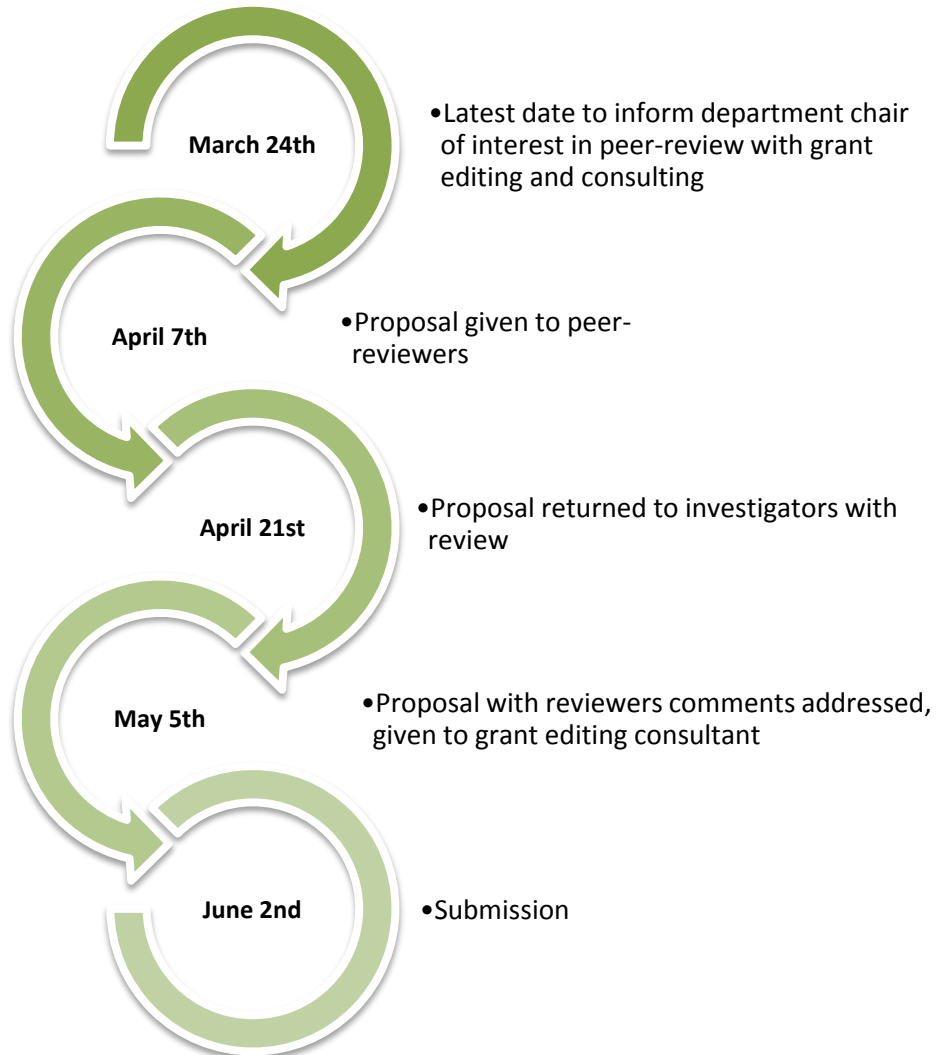 March 24th
•Latest date to inform department chair
of interest in peer-review with grant
editing and consulting
April 7th
•Proposal given to peer-
reviewers
April 21st
•Proposal returned to investigators with
review
May 5th
•Proposal with reviewers comments addressed,
given to grant editing consultant
June 2nd
•Submission